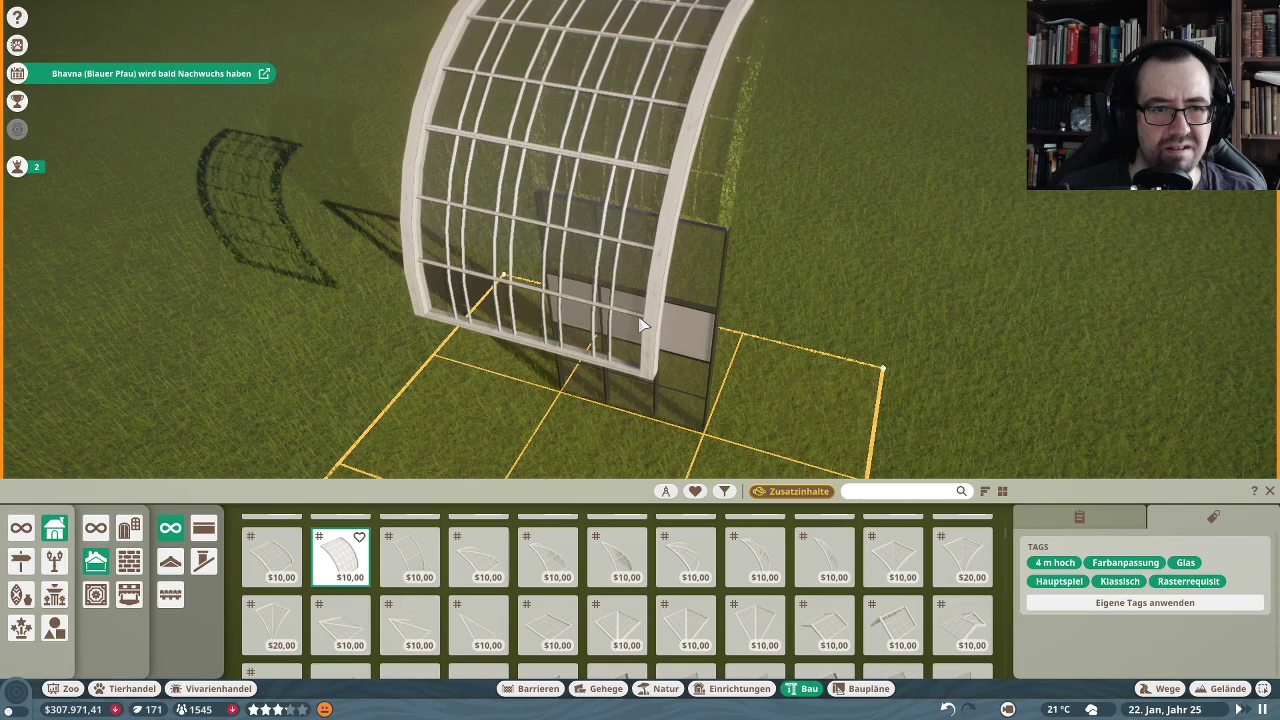 ?
Bhavna (Blauer Pfau) wird bald Nachwuchs haben
2
Zusatzinhalte
? ×
# $10,00 # $10,00 # $10,00 # $10,00 # $10,00 # $10,00 # $10,00 # $10,00 # $10,00 # $10,00 # $20,00
# $20,00 # $10,00 # $10,00 # $10,00 # $10,00 # $10,00 # $10,00 # $10,00 # $10,00 # $10,00 # $10,00
#
TAGS
4 m hoch Farbanpassung Glas
Hauptspiel Klassisch Rasterrequisit
Eigene Tags anwenden
Zoo Tierhandel Vivarienhandel Barrieren Gehege Natur Einrichtungen Bau Baupläne Wege Gelände
$307.971,41 171 1545 21 °C 22. Jan, Jahr 25